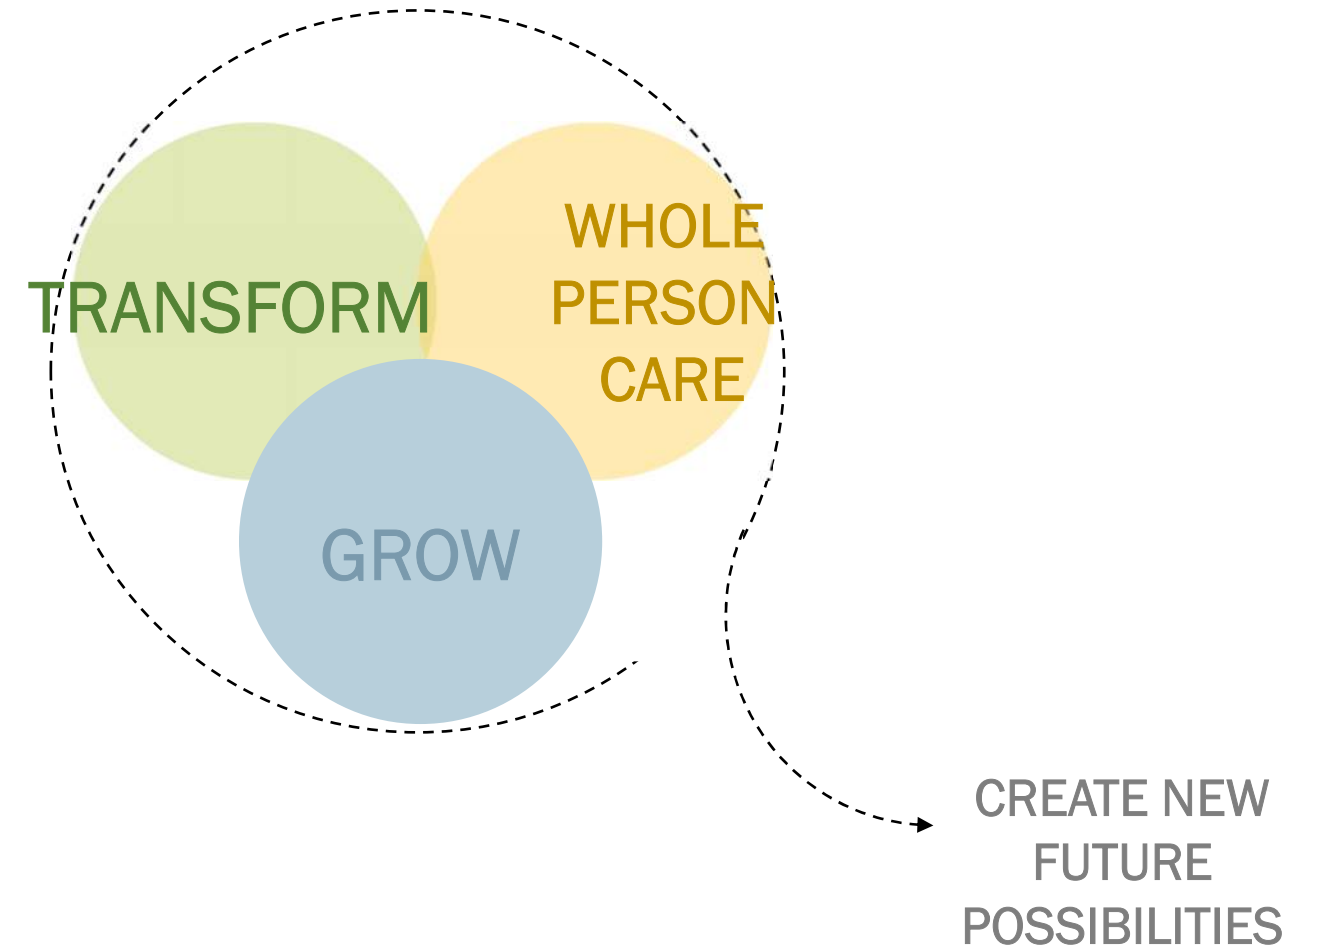 TRANSFORM
WHOLE
PERSON
CARE
GROW
CREATE NEW
FUTURE
POSSIBILITIES